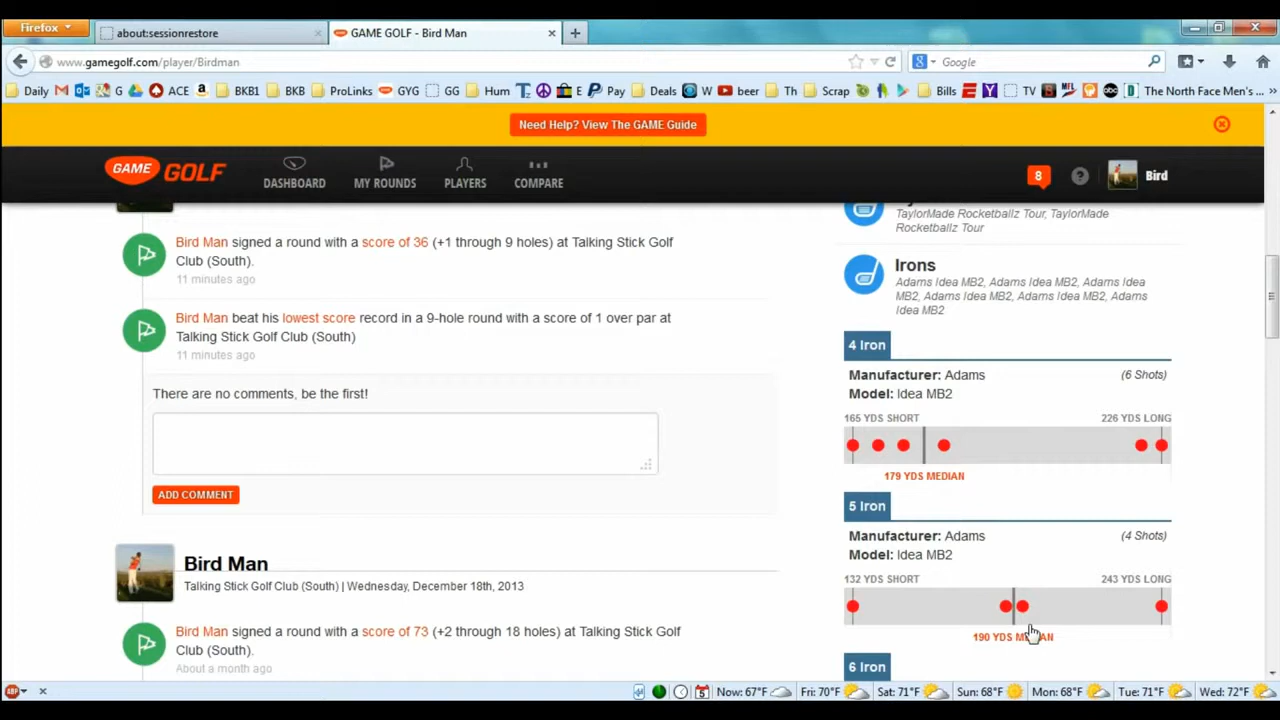 Firefox
about:sessionrestore
GAME GOLF - Bird Man
www.gamegolf.com/player/Birdman
Google
Daily G ACE BKB1 BKB ProLinks GYG GG Hum E Pay Deals W beer Th Scrap Bills TV The North Face Men's ...
Need Help? View The GAME Guide
GAME GOLF
DASHBOARD
MY ROUNDS
PLAYERS
COMPARE
8
?
Bird
Bird Man signed a round with a score of 36 (+1 through 9 holes) at Talking Stick Golf
Club (South).
11 minutes ago
Bird Man beat his lowest score record in a 9-hole round with a score of 1 over par at
Talking Stick Golf Club (South)
11 minutes ago
There are no comments, be the first!
ADD COMMENT
Bird Man
Talking Stick Golf Club (South) | Wednesday, December 18th, 2013
Bird Man signed a round with a score of 73 (+2 through 18 holes) at Talking Stick Golf
Club (South).
About a month ago
TaylorMade Rocketballz Tour, TaylorMade
Rocketballz Tour
Irons
Adams Idea MB2, Adams Idea MB2, Adams Idea
MB2, Adams Idea MB2, Adams Idea MB2, Adams
Idea MB2
4 Iron
Manufacturer: Adams (6 Shots)
Model: Idea MB2
165 YDS SHORT 226 YDS LONG
179 YDS MEDIAN
5 Iron
Manufacturer: Adams (4 Shots)
Model: Idea MB2
132 YDS SHORT 243 YDS LONG
190 YDS MEDIAN
6 Iron
ABP
5
Now: 67°F Fri: 70°F Sat: 71°F Sun: 68°F Mon: 68°F Tue: 71°F Wed: 72°F